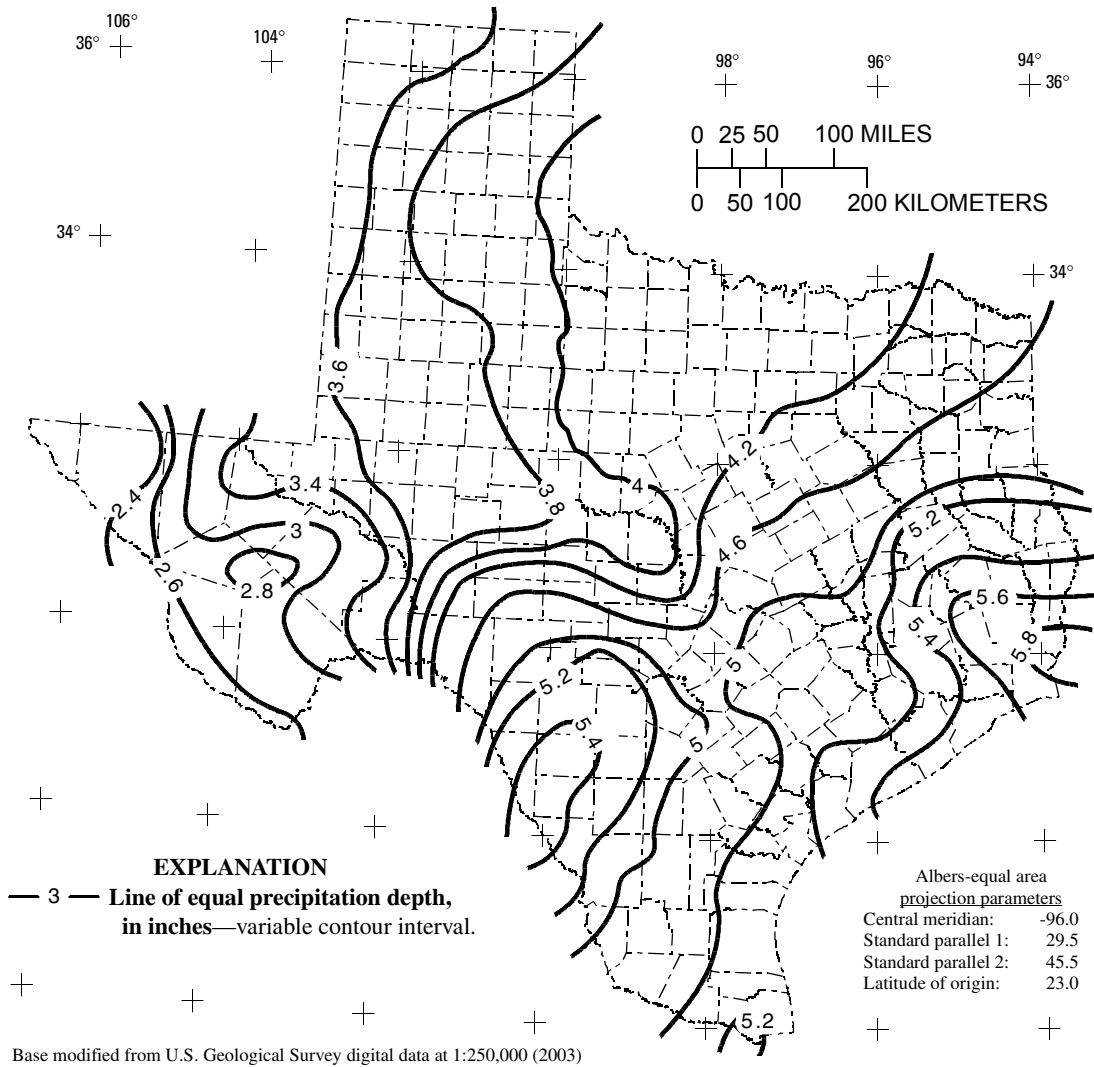 106°
36°
104°
98°
96°
94°
36°
0 25 50 100 MILES
0 50 100 200 KILOMETERS
34°
34°
3.6
4.2
3.8
4
3.4
2.4
3
4.6
5.2
2.6
2.8
5.6
5.4
5.8
5
5.2
5.4
5
5.2
EXPLANATION
3 Line of equal precipitation depth,
in inches—variable contour interval.
Albers-equal area
projection parameters
Central meridian: -96.0
Standard parallel 1: 29.5
Standard parallel 2: 45.5
Latitude of origin: 23.0
Base modified from U.S. Geological Survey digital data at 1:250,000 (2003)